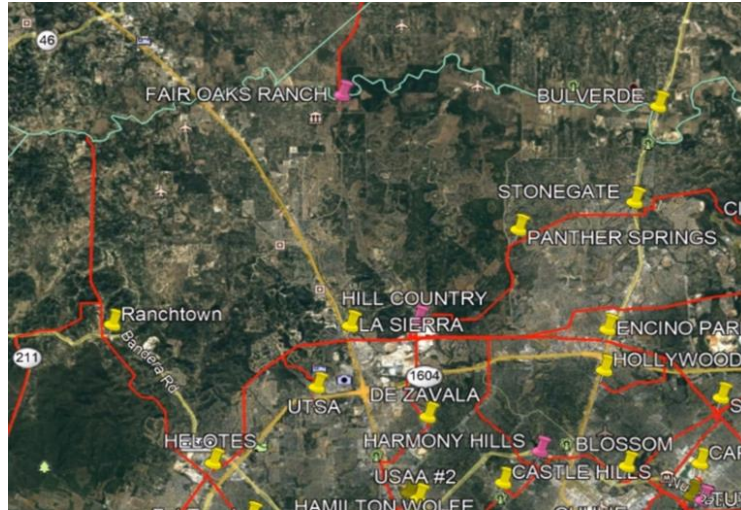 46
FAIR OAKS RANCH
BULVERDE
STONEGATE
PANTHER SPRINGS
HILL COUNTRY
Ranchtown
LA SIERRA
ENCINO PAR
211
Bandera Rd
HOLLYWOOD
1604
UTSA
DE ZAVALA
HELOTES
HARMONY HILLS
BLOSSOM
USAA #2
CASTLE HILLS
HAMILTON WOLFE